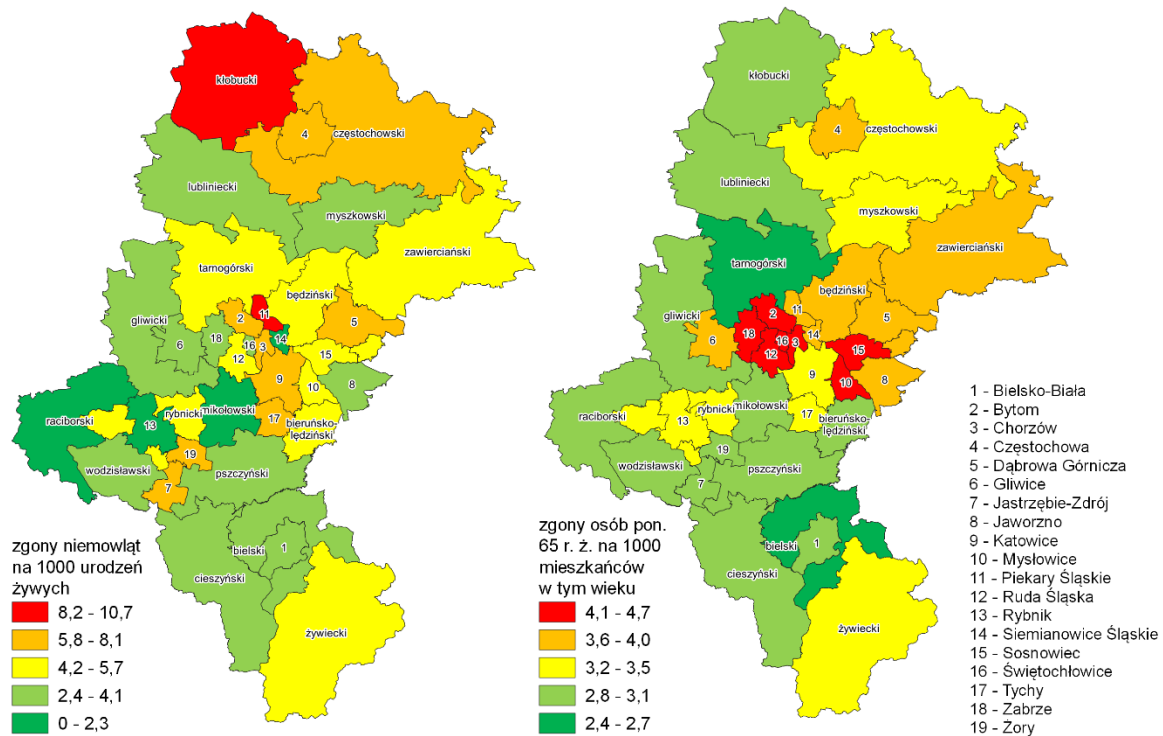 kłobucki
4
częstochowski
lubliniecki
myszkowski
zawierciański
tarnogórski
będziński
11
2
5
gliwicki
14
18
16
3
6
12
15
9
10
8
raciborski
rybnicki
mikołowski
13
17
bieruńsko-
lędziński
19
wodzisławski
pszczyński
7
bielski
1
cieszyński
żywiecki
zgony niemowląt
na 1000 urodzeń
żywych
8,2 - 10,7
5,8 - 8,1
4,2 - 5,7
2,4 - 4,1
0 - 2,3
kłobucki
4
częstochowski
lubliniecki
myszkowski
zawierciański
tarnogórski
będziński
11
2
5
gliwicki
14
18
16
3
6
12
15
9
10
8
raciborski
rybnicki
mikołowski
13
17
bieruńsko-
lędziński
19
wodzisławski
pszczyński
7
bielski
1
cieszyński
żywiecki
zgony osób pon.
65 r. ż. na 1000
mieszkańców
w tym wieku
4,1 - 4,7
3,6 - 4,0
3,2 - 3,5
2,8 - 3,1
2,4 - 2,7
1 - Bielsko-Biała
2 - Bytom
3 - Chorzów
4 - Częstochowa
5 - Dąbrowa Górnicza
6 - Gliwice
7 - Jastrzębie-Zdrój
8 - Jaworzno
9 - Katowice
10 - Mysłowice
11 - Piekary Śląskie
12 - Ruda Śląska
13 - Rybnik
14 - Siemianowice Śląskie
15 - Sosnowiec
16 - Świętochłowice
17 - Tychy
18 - Zabrze
19 - Żory